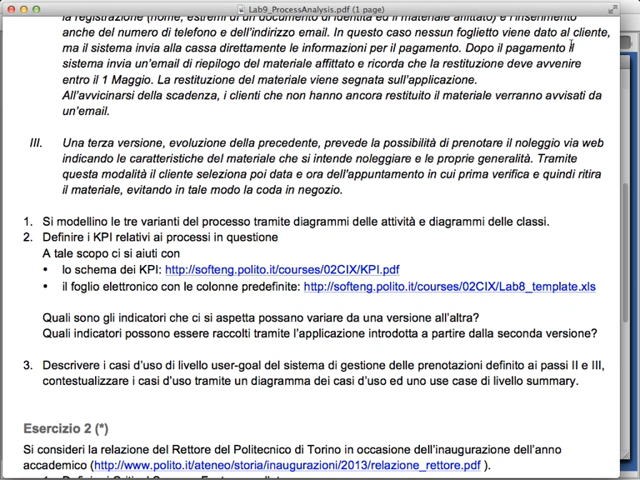 Lab9_ProcessAnalysis.pdf (1 page)
la registrazione (nome, estremi di un documento di identità ed il materiale affittato) e l'inserimento
anche del numero di telefono e dell'indirizzo email. In questo caso nessun foglietto viene dato al cliente,
ma il sistema invia alla cassa direttamente le informazioni per il pagamento. Dopo il pagamento il
sistema invia un'email di riepilogo del materiale affittato e ricorda che la restituzione deve avvenire
entro il 1 Maggio. La restituzione del materiale viene segnata sull'applicazione.
All'avvicinarsi della scadenza, i clienti che non hanno ancora restituito il materiale verranno avvisati da
un'email.
III. Una terza versione, evoluzione della precedente, prevede la possibilità di prenotare il noleggio via web
indicando le caratteristiche del materiale che si intende noleggiare e le proprie generalità. Tramite
questa modalità il cliente seleziona poi data e ora dell'appuntamento in cui prima verifica e quindi ritira
il materiale, evitando in tale modo la coda in negozio.
1. Si modellino le tre varianti del processo tramite diagrammi delle attività e diagrammi delle classi.
2. Definire i KPI relativi ai processi in questione
A tale scopo ci si aiuti con
• lo schema dei KPI: http://softeng.polito.it/courses/02CIX/KPI.pdf
• il foglio elettronico con le colonne predefinite: http://softeng.polito.it/courses/02CIX/Lab8_template.xls
Quali sono gli indicatori che ci si aspetta possano variare da una versione all'altra?
Quali indicatori possono essere raccolti tramite l'applicazione introdotta a partire dalla seconda versione?
3. Descrivere i casi d'uso di livello user-goal del sistema di gestione delle prenotazioni definito ai passi II e III,
contestualizzare i casi d'uso tramite un diagramma dei casi d'uso ed uno use case di livello summary.
Esercizio 2 (*)
Si consideri la relazione del Rettore del Politecnico di Torino in occasione dell'inaugurazione dell'anno
accademico (http://www.polito.it/ateneo/storia/inaugurazioni/2013/relazione_rettore.pdf ).